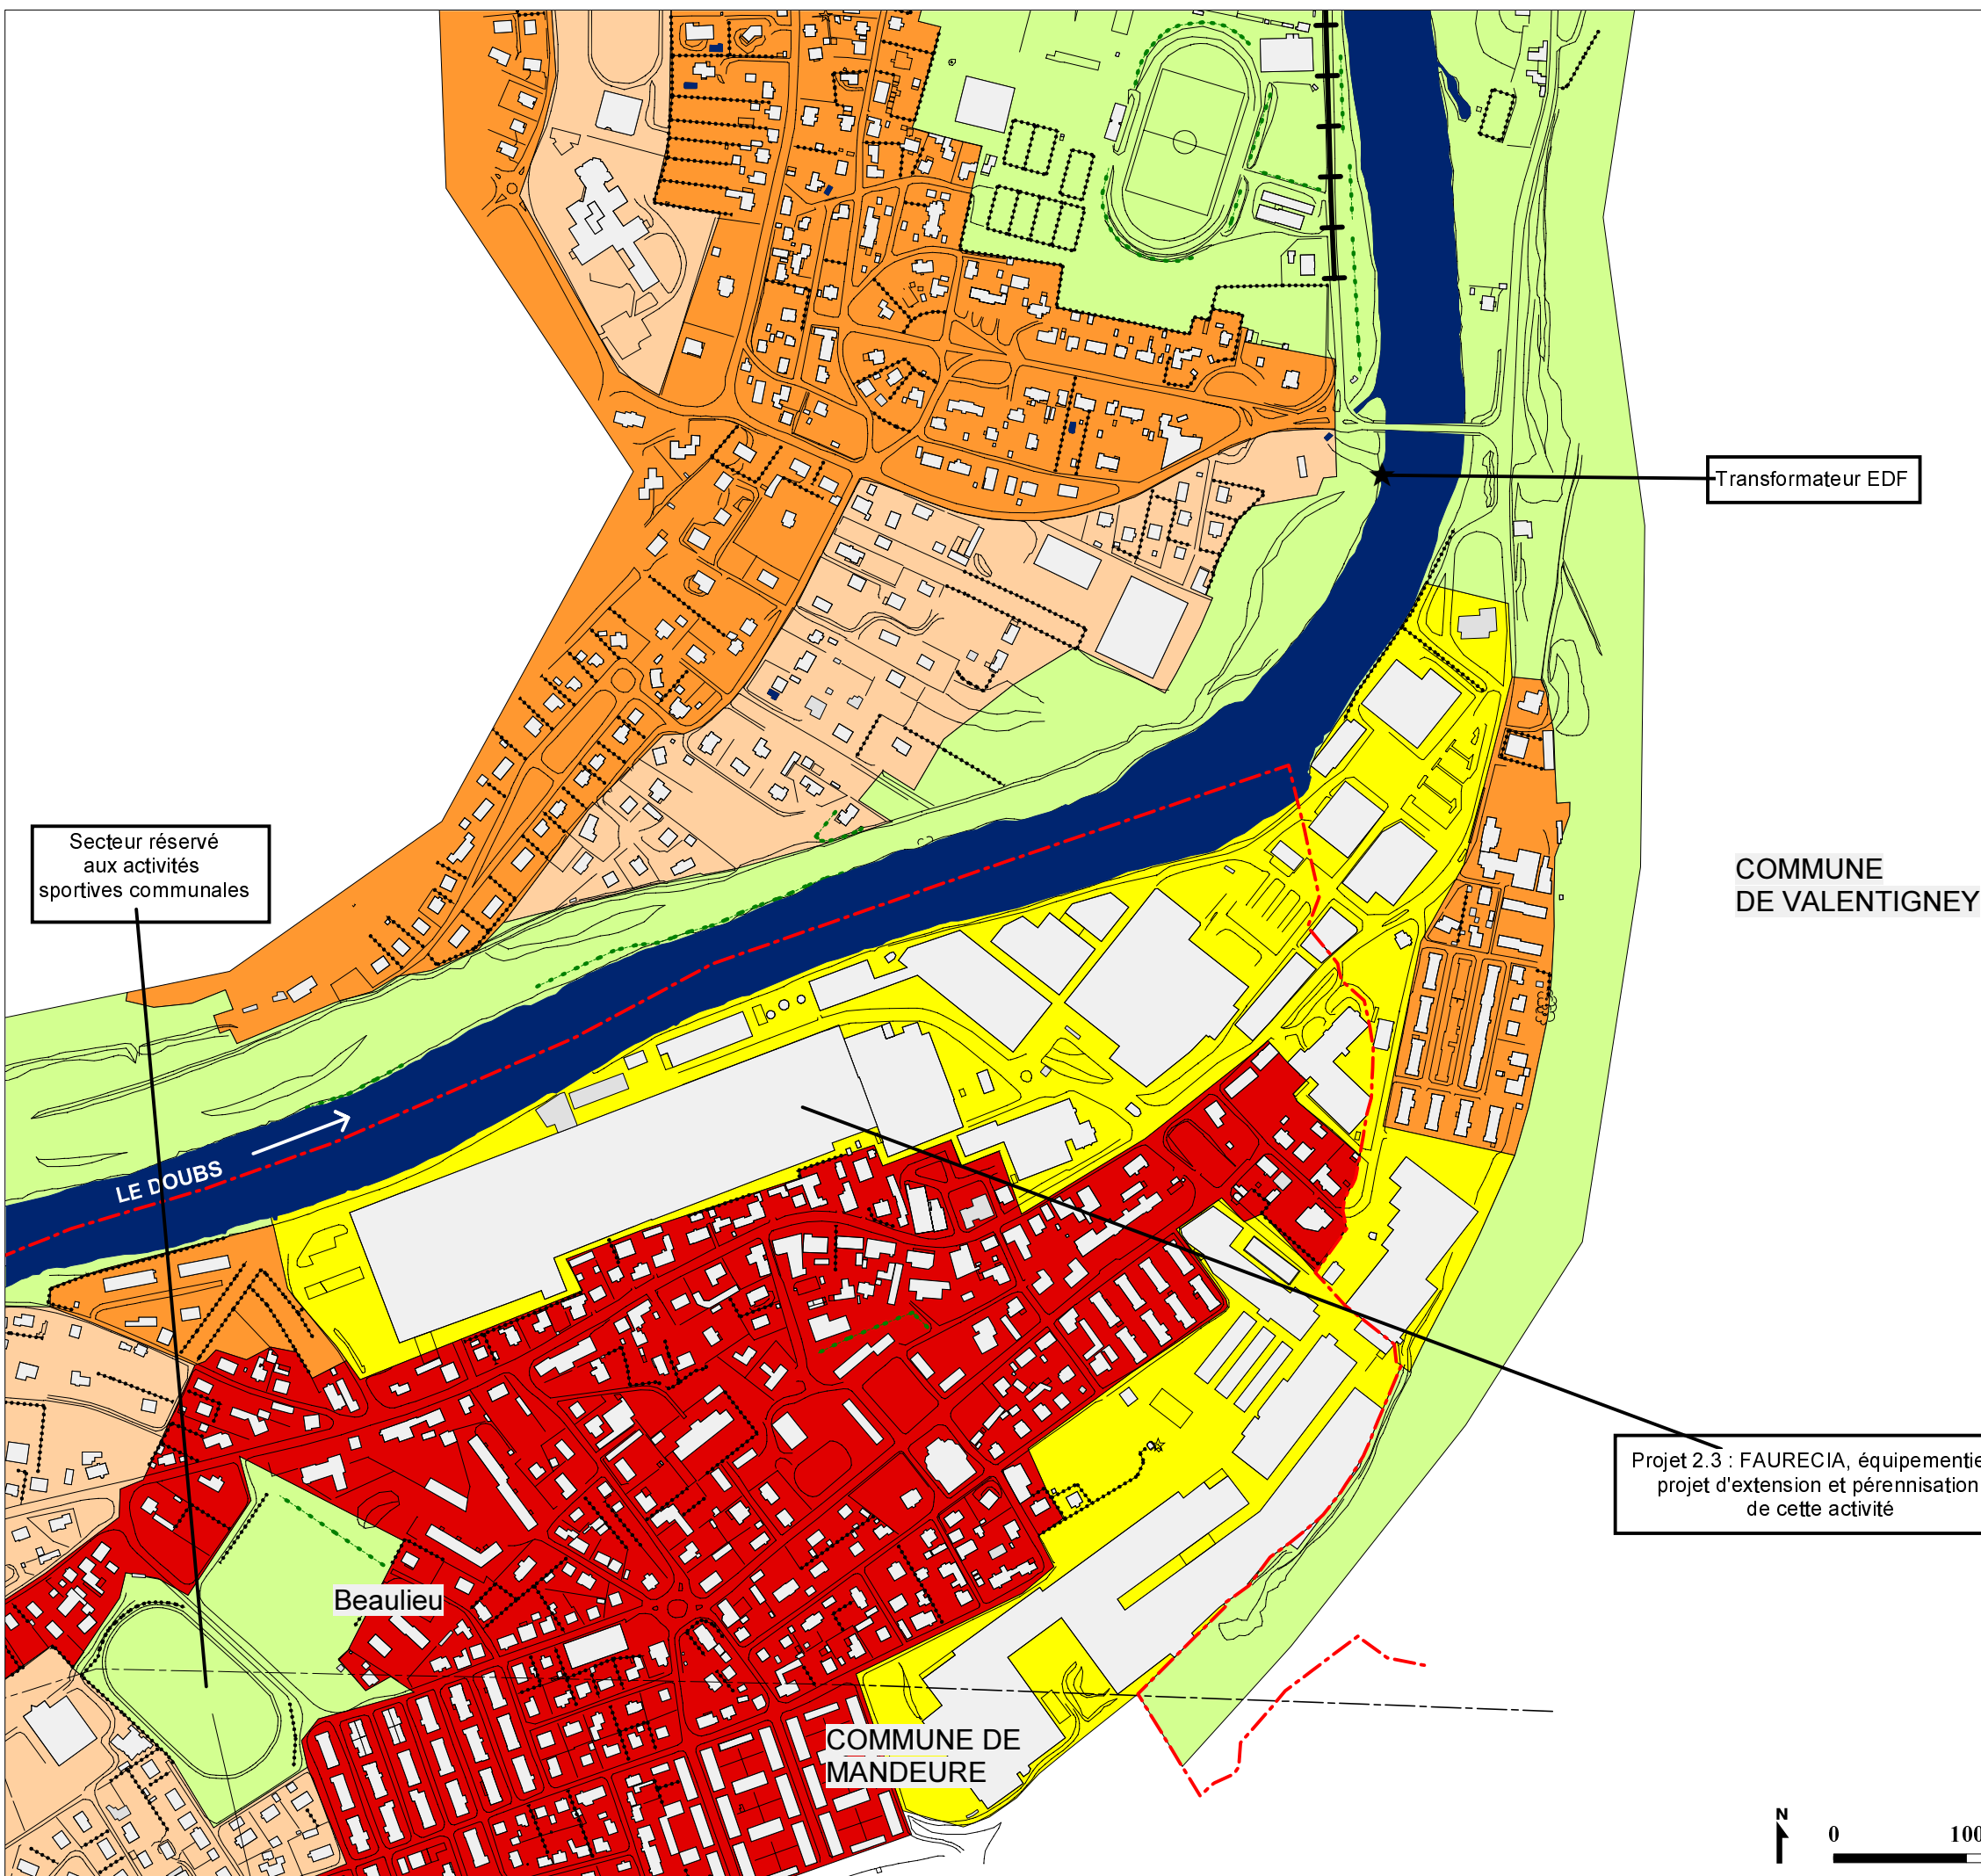 Transformateur EDF
Secteur réservé
aux activités
sportives communales
COMMUNE
DE VALENTIGNEY
LE DOUBS
Projet 2.3 : FAURECIA, équipementie
projet d'extension et pérennisation
de cette activité
Beaulieu
COMMUNE DE
MANDEURE
N
0 100